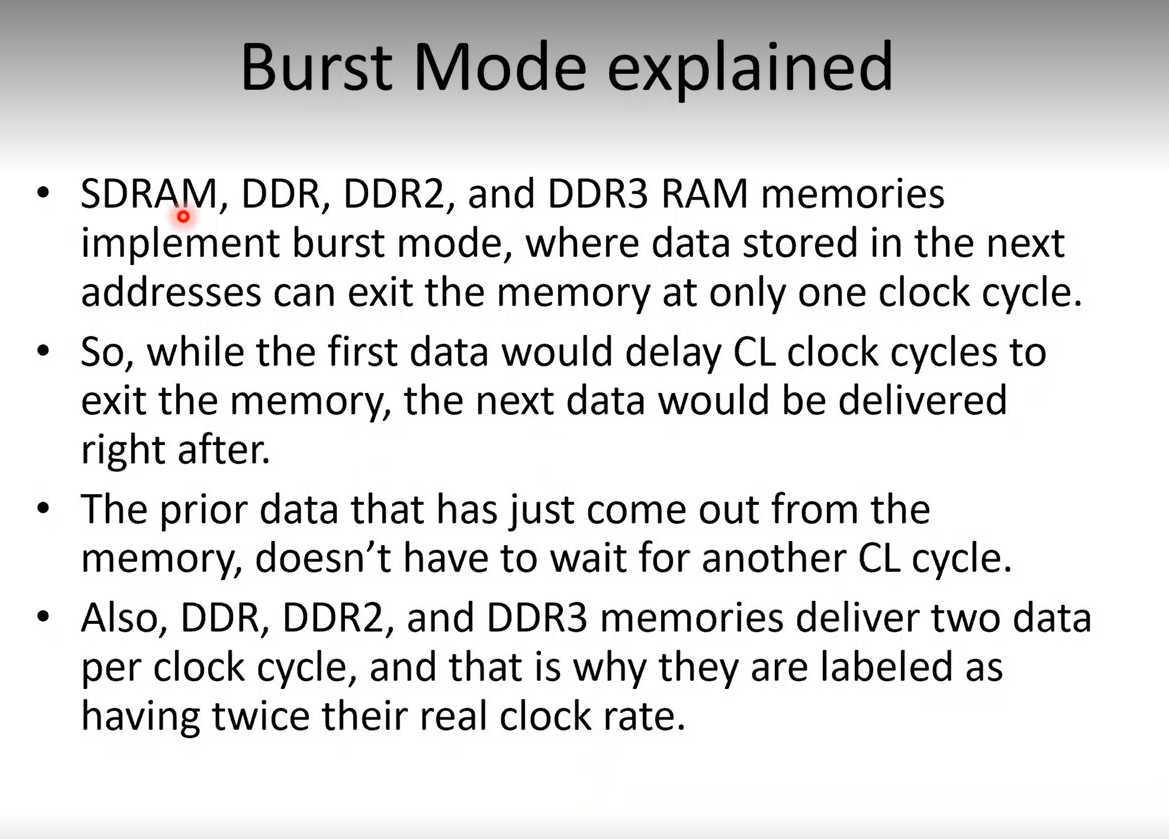 Burst Mode explained
• SDRAM, DDR, DDR2, and DDR3 RAM memories
implement burst mode, where data stored in the next
addresses can exit the memory at only one clock cycle.
• So, while the first data would delay CL clock cycles to
exit the memory, the next data would be delivered
right after.
• The prior data that has just come out from the
memory, doesn’t have to wait for another CL cycle.
• Also, DDR, DDR2, and DDR3 memories deliver two data
per clock cycle, and that is why they are labeled as
having twice their real clock rate.